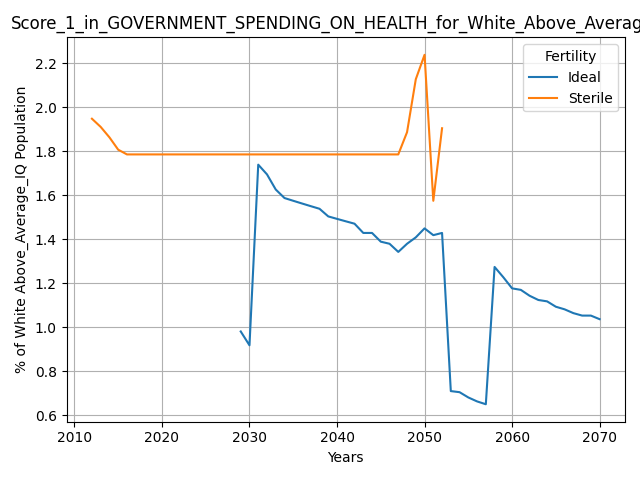 Score_1_in_GOVERNMENT_SPENDING_ON_HEALTH_for_White_Above_Averag
Fertility
Ideal
Sterile
% of White Above_Average_IQ Population
2.2
2.0
1.8
1.6
1.4
1.2
1.0
0.8
0.6
2010 2020 2030 2040 2050 2060 2070
Years